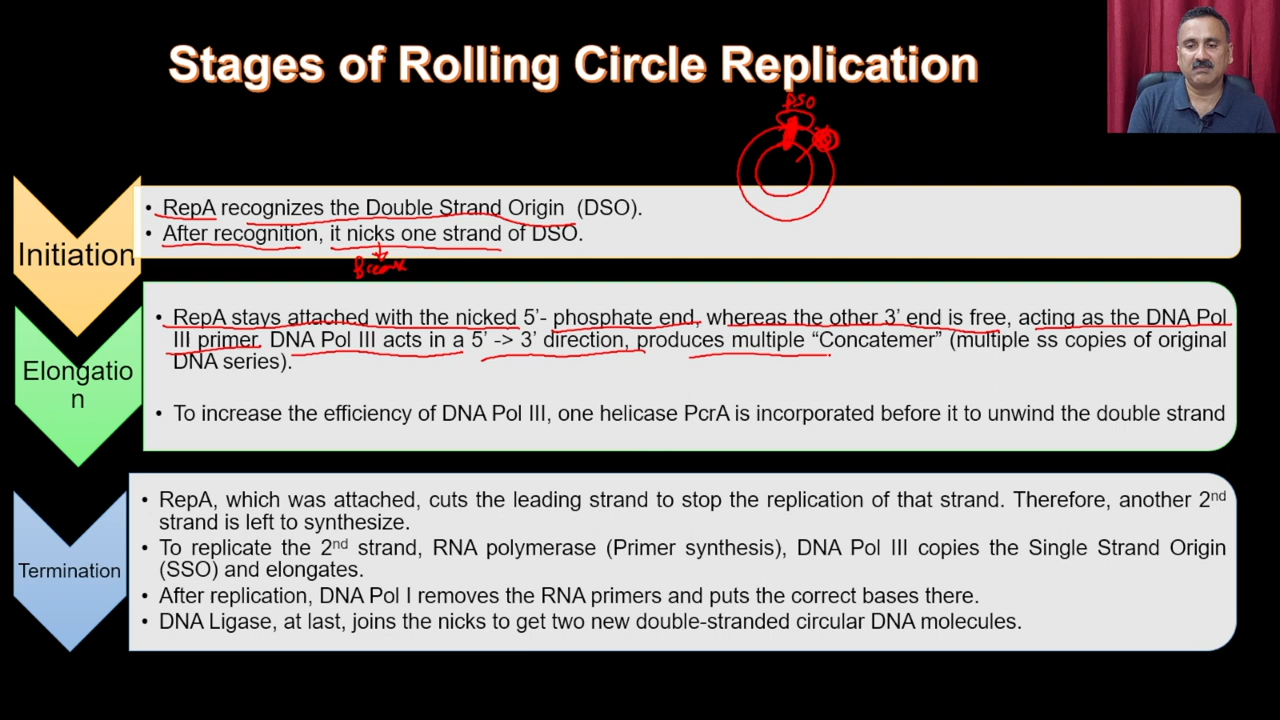 Stages of Rolling Circle Replication
DSO
Initiation
• RepA recognizes the Double Strand Origin (DSO).
• After recognition, it nicks one strand of DSO.
Break
Elongatio
n
• RepA stays attached with the nicked 5’- phosphate end, whereas the other 3’ end is free, acting as the DNA Pol
III primer. DNA Pol III acts in a 5’ -> 3’ direction, produces multiple “Concatemer” (multiple ss copies of original
DNA series).
• To increase the efficiency of DNA Pol III, one helicase PcrA is incorporated before it to unwind the double strand
Termination
• RepA, which was attached, cuts the leading strand to stop the replication of that strand. Therefore, another 2nd
strand is left to synthesize.
• To replicate the 2nd strand, RNA polymerase (Primer synthesis), DNA Pol III copies the Single Strand Origin
(SSO) and elongates.
• After replication, DNA Pol I removes the RNA primers and puts the correct bases there.
• DNA Ligase, at last, joins the nicks to get two new double-stranded circular DNA molecules.